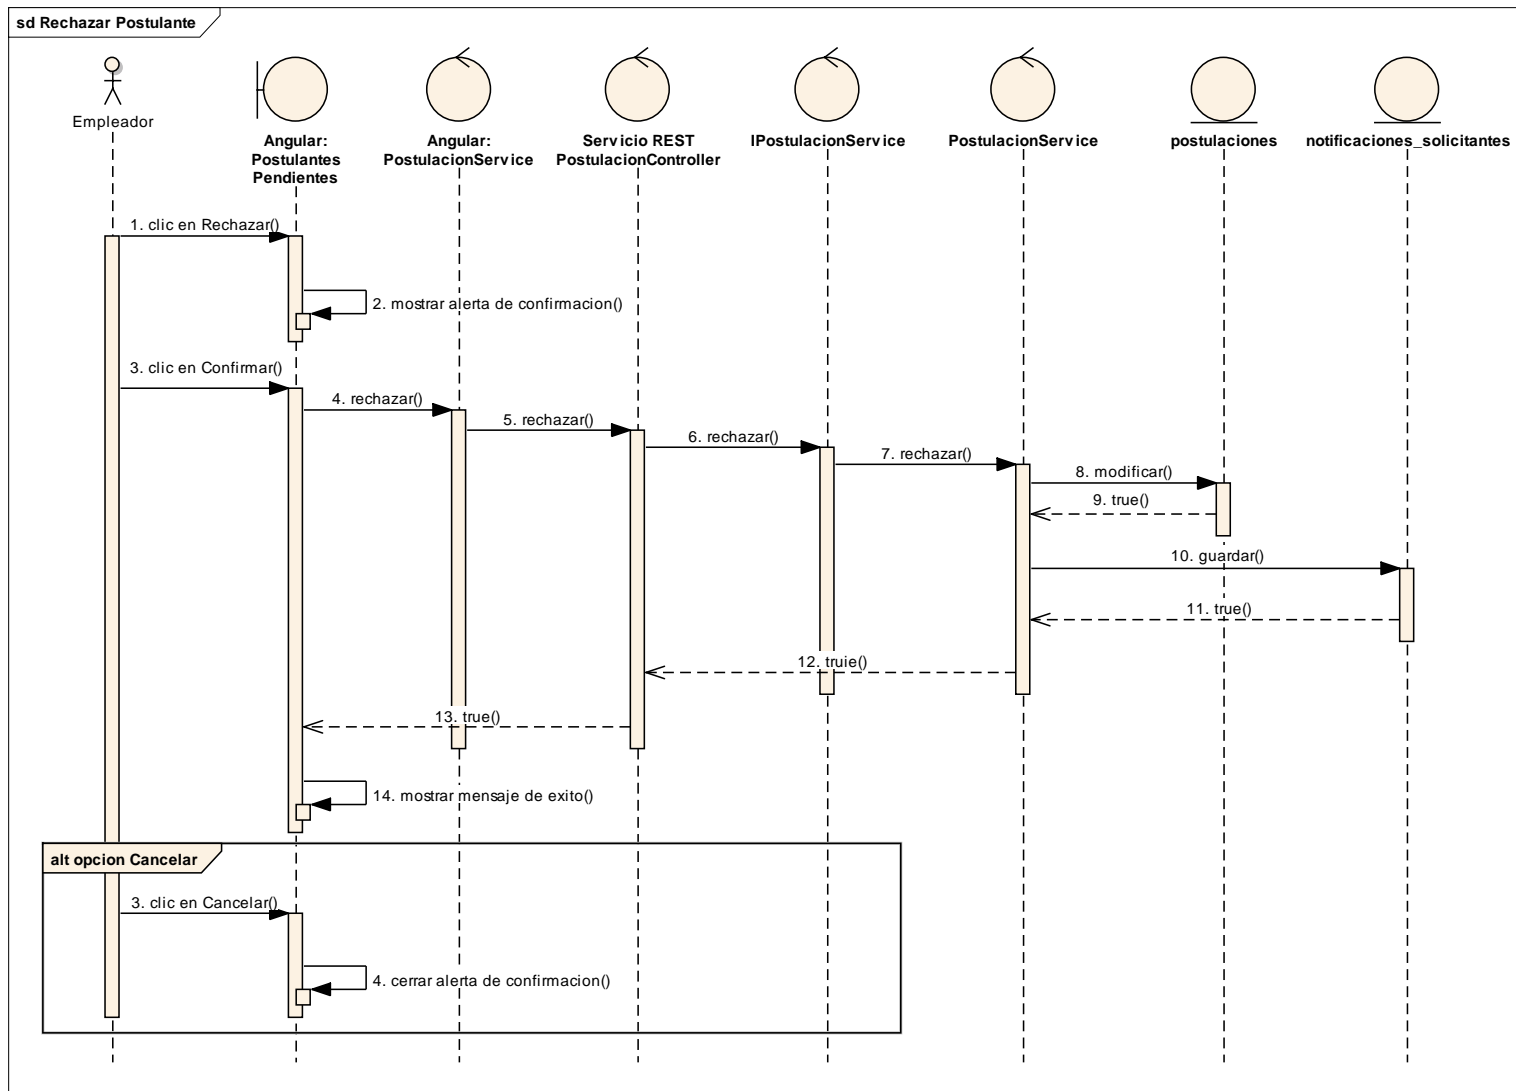 sd Rechazar Postulante
Empleador
Angular:
Postulantes
Pendientes
Angular:
PostulacionService
Servicio REST
PostulacionController
IPostulacionService
PostulacionService
postulaciones
notificaciones_solicitantes
1. clic en Rechazar()
2. mostrar alerta de confirmacion()
3. clic en Confirmar()
4. rechazar()
5. rechazar()
6. rechazar()
7. rechazar()
8. modificar()
9. true()
10. guardar()
11. true()
12. truie()
13. true()
14. mostrar mensaje de exito()
alt opcion Cancelar
3. clic en Cancelar()
4. cerrar alerta de confirmacion()